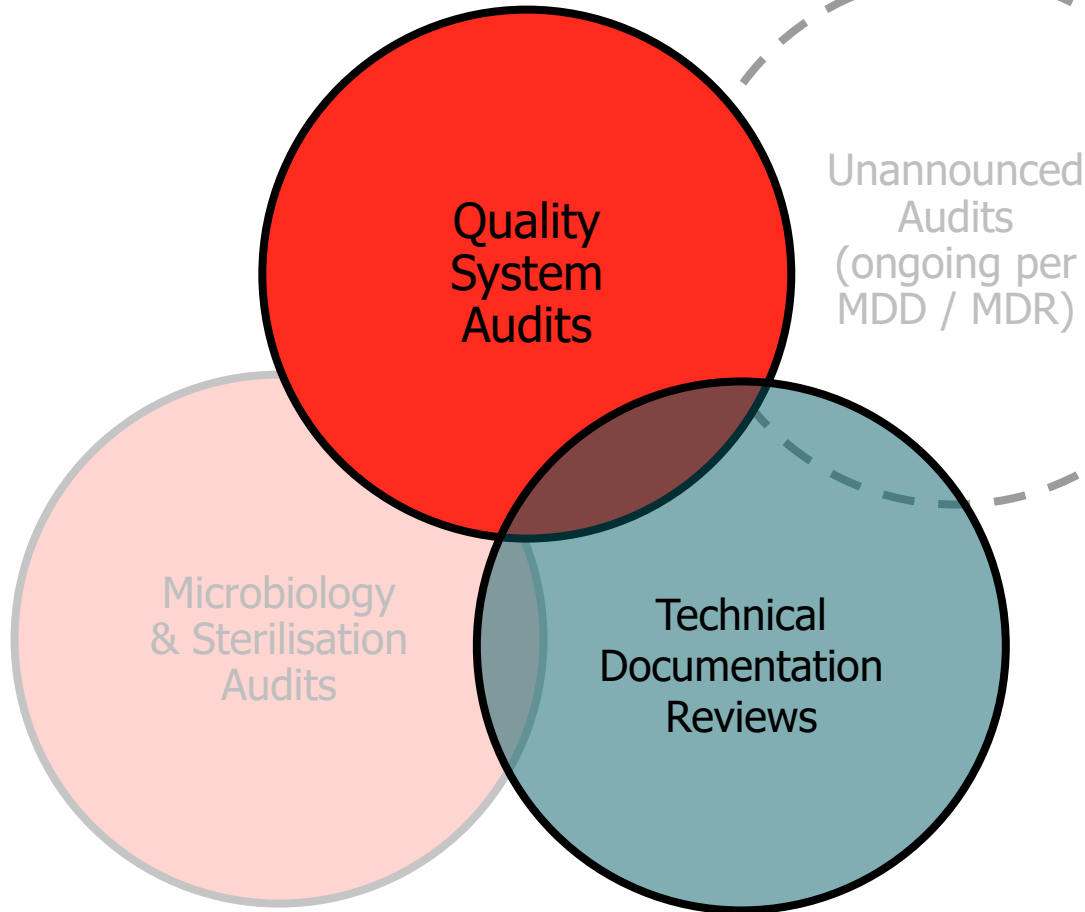 Quality
System
Audits
Unannounced
Audits
(ongoing per
MDD / MDR)
Microbiology
& Sterilisation
Audits
Technical
Documentation
Reviews